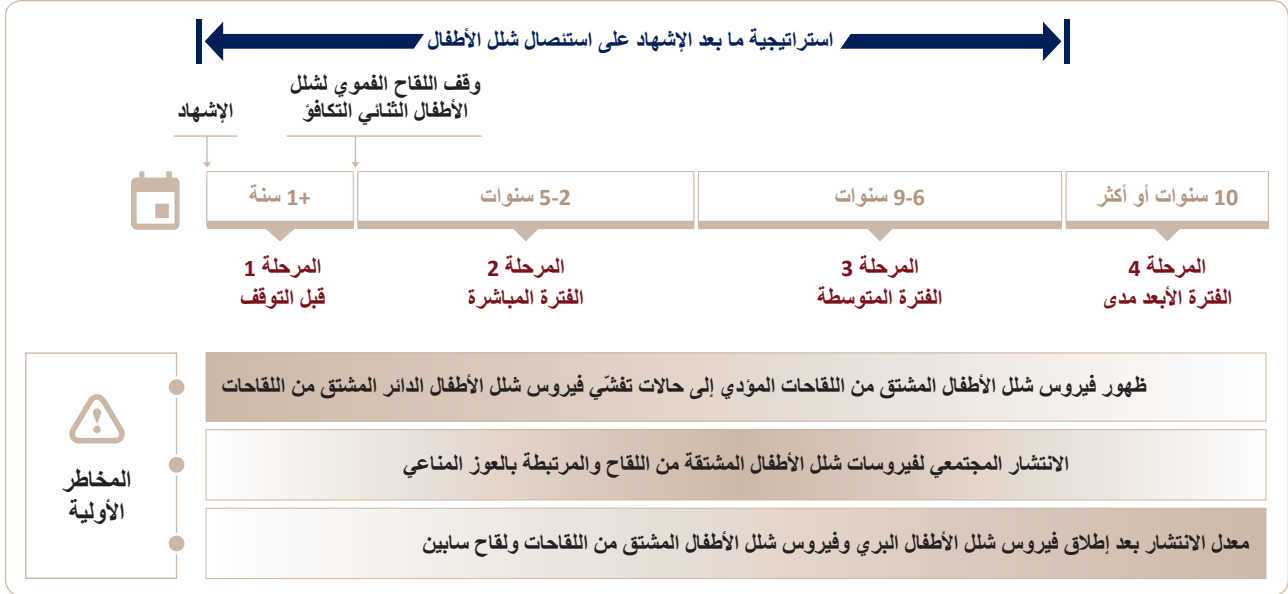 استراتيجية ما بعد الإشهاد على استئصال شلل الأطفال
وقف اللقاح الفموي لشلل
الأطفال الثنائي التكافؤ
الإشهاد
10 سنوات أو أكثر
9-6 سنوات
5-2 سنوات
+1 سنة
المرحلة 4
الفترة الأبعد مدى
المرحلة 3
الفترة المتوسطة
المرحلة 2
الفترة المباشرة
المرحلة 1
قبل التوقف
ظهور فيروس شلل الأطفال المشتق من اللقاحات المؤدي إلى حالات تفشّي فيروس شلل الأطفال الدائر المشتق من اللقاحات
الانتشار المجتمعي لفيروسات شلل الأطفال المشتقة من اللقاح والمرتبطة بالعوز المناعي
معدل الانتشار بعد إطلاق فيروس شلل الأطفال البري وفيروس شلل الأطفال المشتق من اللقاحات ولقاح سابين
المخاطر
الأولية